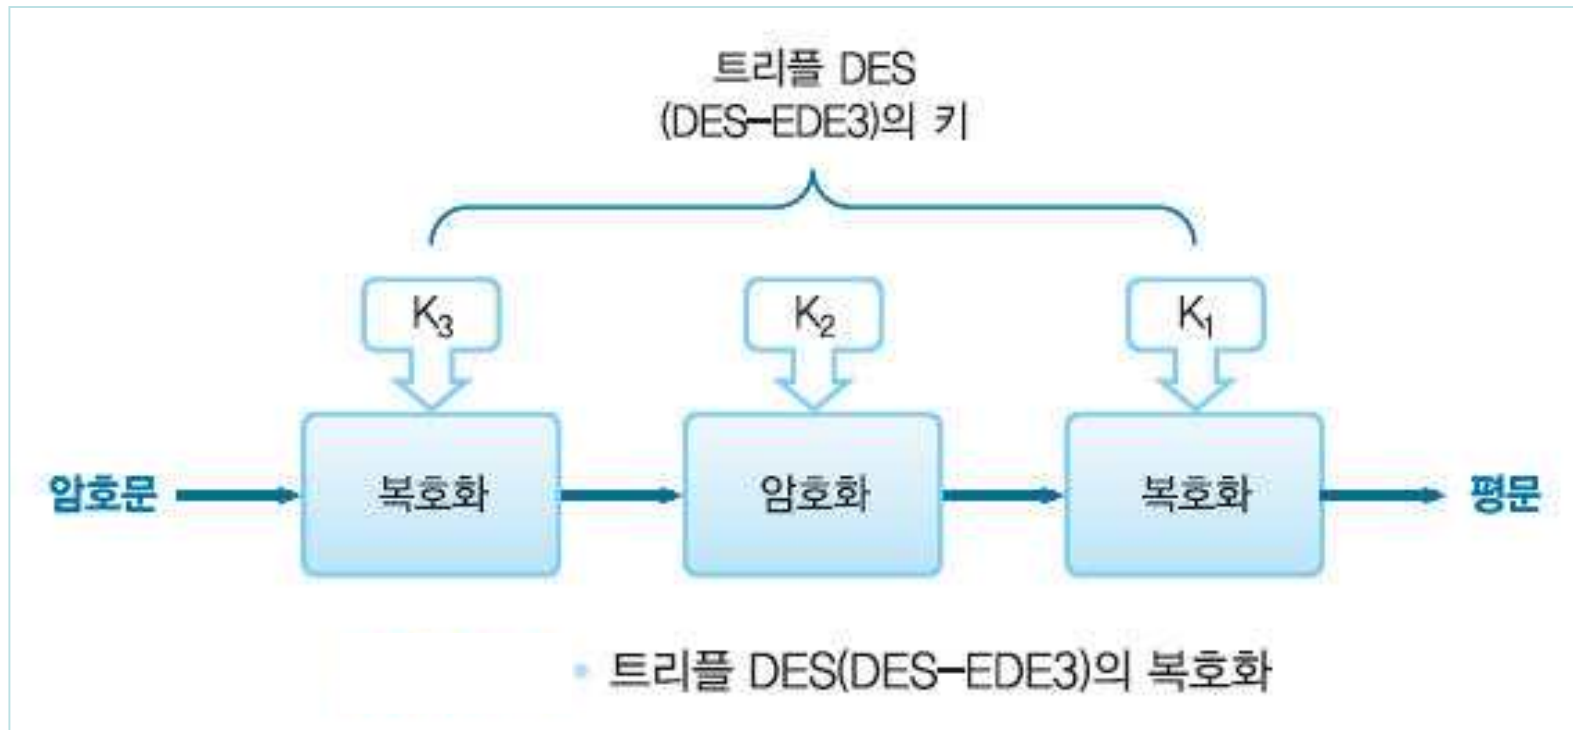 트리플 DES
(DES-EDE3)의 키
K3
K2
K1
암호문
복호화
암호화
복호화
평문
• 트리플 DES(DES-EDE3)의 복호화